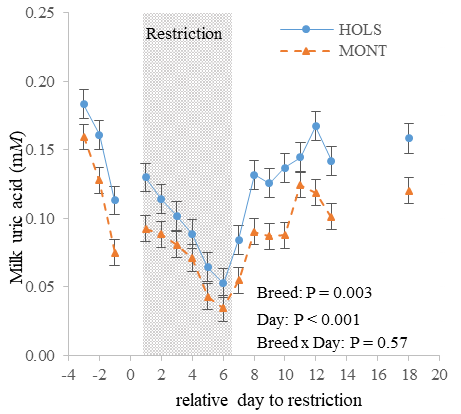 0.25
0.20
0.15
0.10
0.05
0.00
Milk uric acid (mM)
Restriction
HOLS
MONT
Breed: P = 0.003
Day: P < 0.001
Breed x Day: P = 0.57
-4 -2 0 2 4 6 8 10 12 14 16 18 20
relative day to restriction